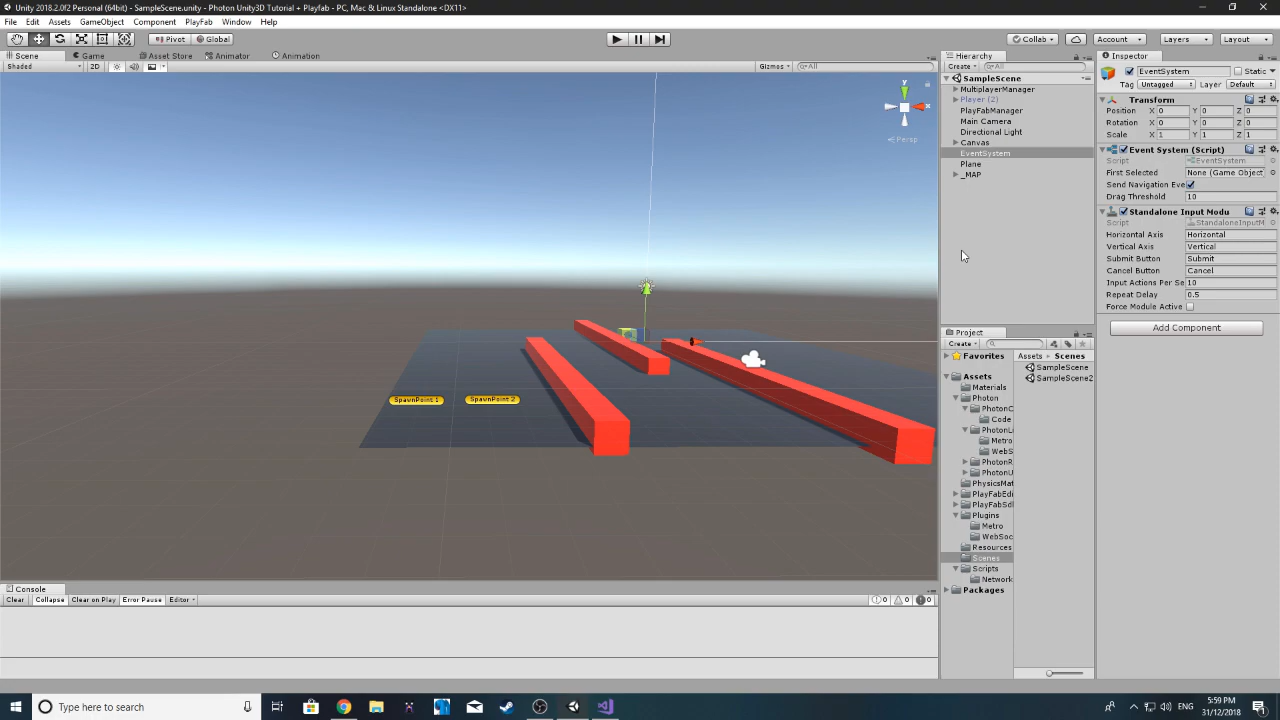 Unity 2018.2.0f2 Personal (64bit) - SampleScene.unity - Photon Unity3D Tutorial + Playfab - PC, Mac & Linux Standalone <DX11>
File Edit Assets GameObject Component PlayFab Window Help
Pivot Global Collab Account Layers Layout
Scene Game Asset Store Animator Animation
Shaded 2D Gizmos All
y
x
Persp
SpawnPoint 1
SpawnPoint 2
Hierarchy
Create All
SampleScene
MultiplayerManager
Player (2)
PlayFabManager
Main Camera
Directional Light
Canvas
EventSystem
Plane
_MAP
Inspector
EventSystem Static
Tag Untagged Layer Default
Transform
Position X 0 Y 0 Z 0
Rotation X 0 Y 0 Z 0
Scale X 1 Y 1 Z 1
Event System (Script)
Script EventSystem
First Selected None (Game Object
Send Navigation Eve
Drag Threshold 10
Standalone Input Modu
Script StandaloneInputM
Horizontal Axis Horizontal
Vertical Axis Vertical
Submit Button Submit
Cancel Button Cancel
Input Actions Per Se 10
Repeat Delay 0.5
Force Module Active
Add Component
Project
Create
Favorites
Assets
Materials
Photon
PhotonC
Code
PhotonL
Metro
WebS
PhotonR
PhotonU
PhysicsMat
PlayFabEdi
PlayFabSdk
Plugins
Metro
WebSoc
Resources
Scenes
Scripts
Network
Packages
Assets Scenes
SampleScene
SampleScene2
Console
Clear Collapse Clear on Play Error Pause Editor 0 0 0
Type here to search
ENG
5:59 PM
31/12/2018